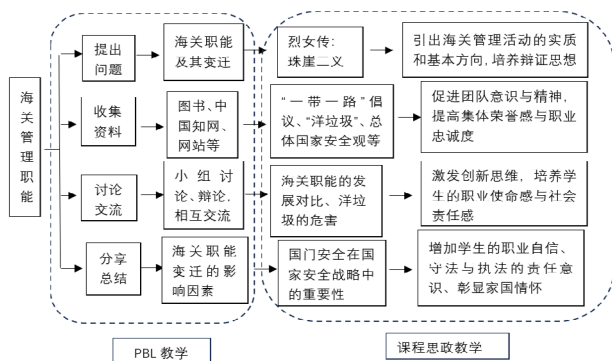 海关管理职能
提出
问题
海关职能
及其变迁
烈女传：
珠崖二义
引出海关管理活动的实质
和基本方向，培养辩证思想
收集
资料
图书、中
国知网、
网站等
“一带一路”倡
议、“洋垃圾”、总
体国家安全观等
促进团队意识与精神，
提高集体荣誉感与职业
忠诚度
讨论
交流
小组讨
论、辩论，
相互交流
海关职能的发
展对比、洋垃
圾的危害
激发创新思维，培养学
生的职业使命感与社会
责任感
分享
总结
海关职能
变迁的影
响因素
国门安全在国
家安全战略中
的重要性
增加学生的职业自信、
守法与执法的责任意
识、彰显家国情怀
PBL 教学
课程思政教学